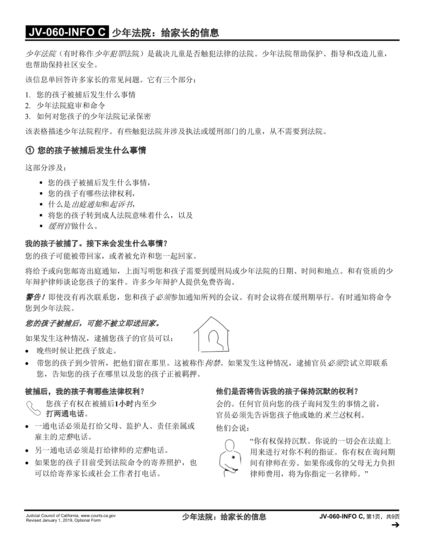 JV-060-INFO C 少年法院：给家长的信息
少年法院（有时称作少年犯罪法院）是裁决儿童是否触犯法律的法院。少年法院帮助保护、指导和改造儿童，
也帮助保持社区安全。
该信息单回答许多家长的常见问题。它有三个部分：
1. 您的孩子被捕后发生什么事情
2. 少年法院庭审和命令
3. 如何对您孩子的少年法院记录保密
该表格描述少年法院程序。有些触犯法院并涉及执法或缓刑部门的儿童，从不需要到法院。
① 您的孩子被捕后发生什么事情
这部分涉及：
• 您的孩子被捕后发生什么事情，
• 您的孩子有哪些法律权利，
• 什么是出庭通知和起诉书，
• 将您的孩子转到成人法院意味着什么，以及
• 缓刑官做什么。
我的孩子被捕了。接下来会发生什么事情？
您的孩子可能被带回家，或者被允许和您一起回家。
将给予或向您邮寄出庭通知，上面写明您和孩子需要到缓刑局或少年法院的日期、时间和地点。和有资质的少
年辩护律师谈论您孩子的案件。许多少年辩护人提供免费咨询。
警告！即使没有再次联系您，您和孩子必须参加通知所列的会议。有时会议将在缓刑期举行。有时通知将命令
您到少年法院。
您的孩子被捕后，可能不被立即送回家。
如果发生这种情况，逮捕您孩子的官员可以：
• 晚些时候让把孩子放走。
• 带您的孩子到少管所，把他们留在那里。这被称作拘禁。如果发生这种情况，逮捕官员必须尝试立即联系
您，告知您的孩子在哪里以及您的孩子正被羁押。
被捕后，我的孩子有哪些法律权利？
您孩子有权在被捕后1小时内至少
打两通电话。
• 一通电话必须是打给父母、监护人、责任亲属或
雇主的完整电话。
• 另一通电话必须是打给律师的完整电话。
• 如果您的孩子目前受到法院命令的寄养照护，也
可以给寄养家长或社会工作者打电话。
他们是否将告诉我的孩子保持沉默的权利？
会的。任何官员向您的孩子询问发生的事情之前，
官员必须先告诉您孩子他或她的米兰达权利。
他们会说：
“你有权保持沉默。你说的一切会在法庭上
用来进行对你不利的指证。你有权在询问期
间有律师在旁。如果你或你的父母无力负担
律师费用，将为你指定一名律师。”
Judicial Council of California, www.courts.ca.gov
Revised January 1, 2019, Optional Form
少年法院：给家长的信息
JV-060-INFO C, 第1页，共9页